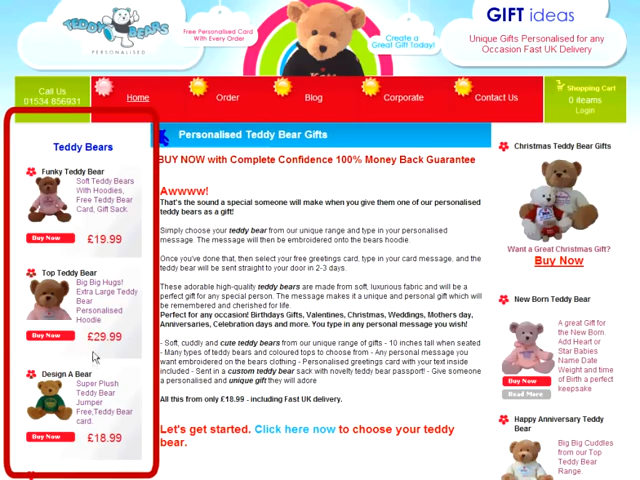 TEDDY BEARS
PERSONALISED
Free Personalised Card
With Every Order
Create a
Great Gift Today!
GIFT ideas
Unique Gifts Personalised for any
Occasion Fast UK Delivery
Call Us
01534 856931
Home
Order
Blog
Corporate
Contact Us
Shopping Cart
0 iteams
Login
Teddy Bears
Funky Teddy Bear
Soft Teddy Bears
With Hoodies,
Free Teddy Bear
Card, Gift Sack.
Buy Now
£19.99
Top Teddy Bear
Big Big Hugs!
Extra Large Teddy
Bear
Personalised
Hoodie
Buy Now
£29.99
Design A Bear
Super Plush
Teddy Bear
Jumper
Free,Teddy Bear
card.
Buy Now
£18.99
Personalised Teddy Bear Gifts
BUY NOW with Complete Confidence 100% Money Back Guarantee
Awwww!
That's the sound a special someone will make when you give them one of our personalised
teddy bears as a gift!
Simply choose your teddy bear from our unique range and type in your personalised
message. The message will then be embroidered onto the bears hoodie
Once you've done that, then select your free greetings card, type in your card message, and the
teddy bear will be sent straight to your door in 2-3 days.
These adorable high-quality teddy bears are made from soft, luxurious fabric and will be a
perfect gift for any special person. The message makes it a unique and personal gift which will
be remembered and cherished for life.
Perfect for any occasion! Birthdays Gifts, Valentines, Christmas, Weddings, Mothers day,
Anniversaries, Celebration days and more. You type in any personal message you wish!
- Soft, cuddly and cute teddy bears from our unique range of gifts - 10 inches tall when seated
- Many types of teddy bears and coloured tops to choose from - Any personal message you
want embroidered on the bears clothing - Personalised greetings card with your text inside
included - Sent in a custom teddy bear sack with novelty teddy bear passport! - Give someone
a personalised and unique gift they will adore
All this from only £18.99 - including Fast UK delivery.
Let's get started. Click here now to choose your teddy
bear.
Christmas Teddy Bear Gifts
Want a Great Christmas Gift?
Buy Now
New Born Teddy Bear
A great Gift for
the New Born
Add Heart or
Star Babies
Name Date
Weight and time
of Birth a perfect
keepsake
Buy Now
Read More
Happy Anniversary Teddy
Bear
Big Big Cuddles
from our Top
Teddy Bear
Range.